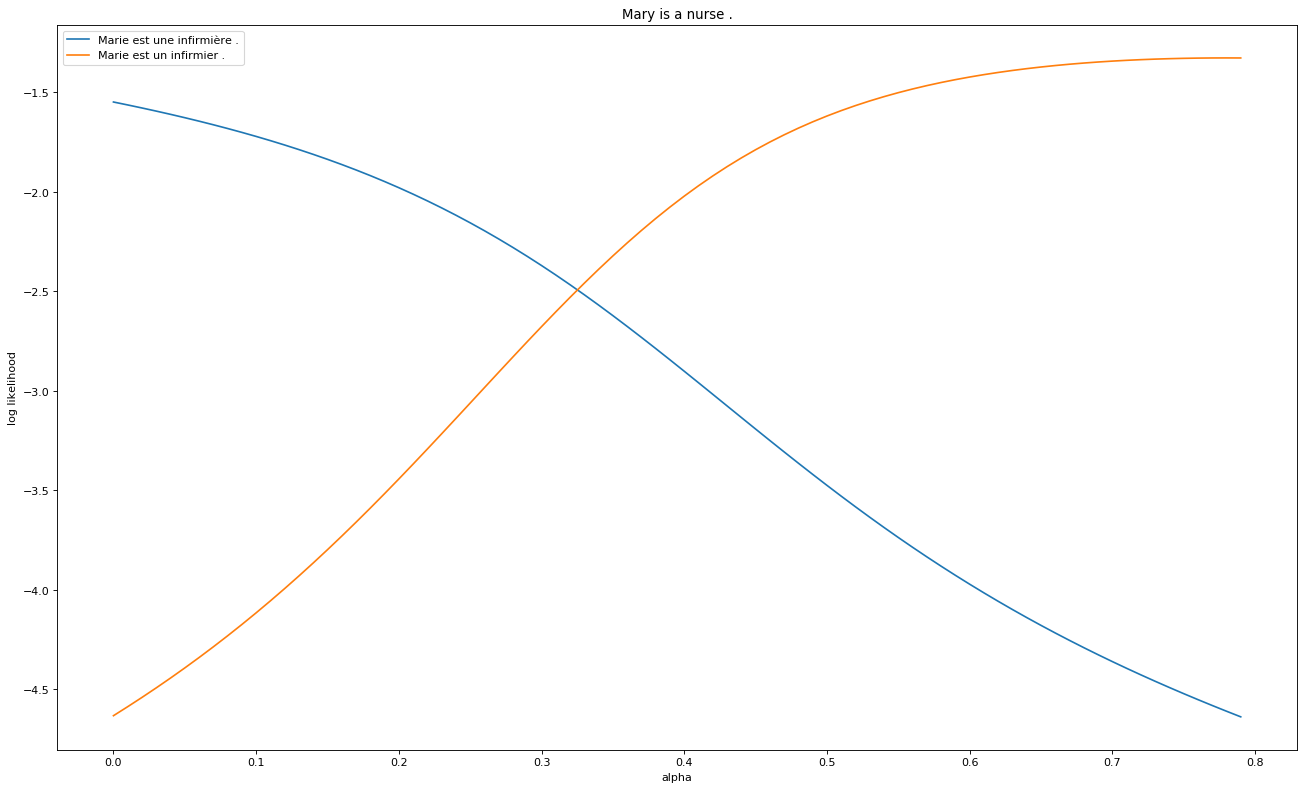 Mary is a nurse .
Marie est une infirmière .
Marie est un infirmier .
−1.5
−2.0
−2.5
−3.0
−3.5
−4.0
−4.5
log likelihood
0.0 0.1 0.2 0.3 0.4 0.5 0.6 0.7 0.8
alpha